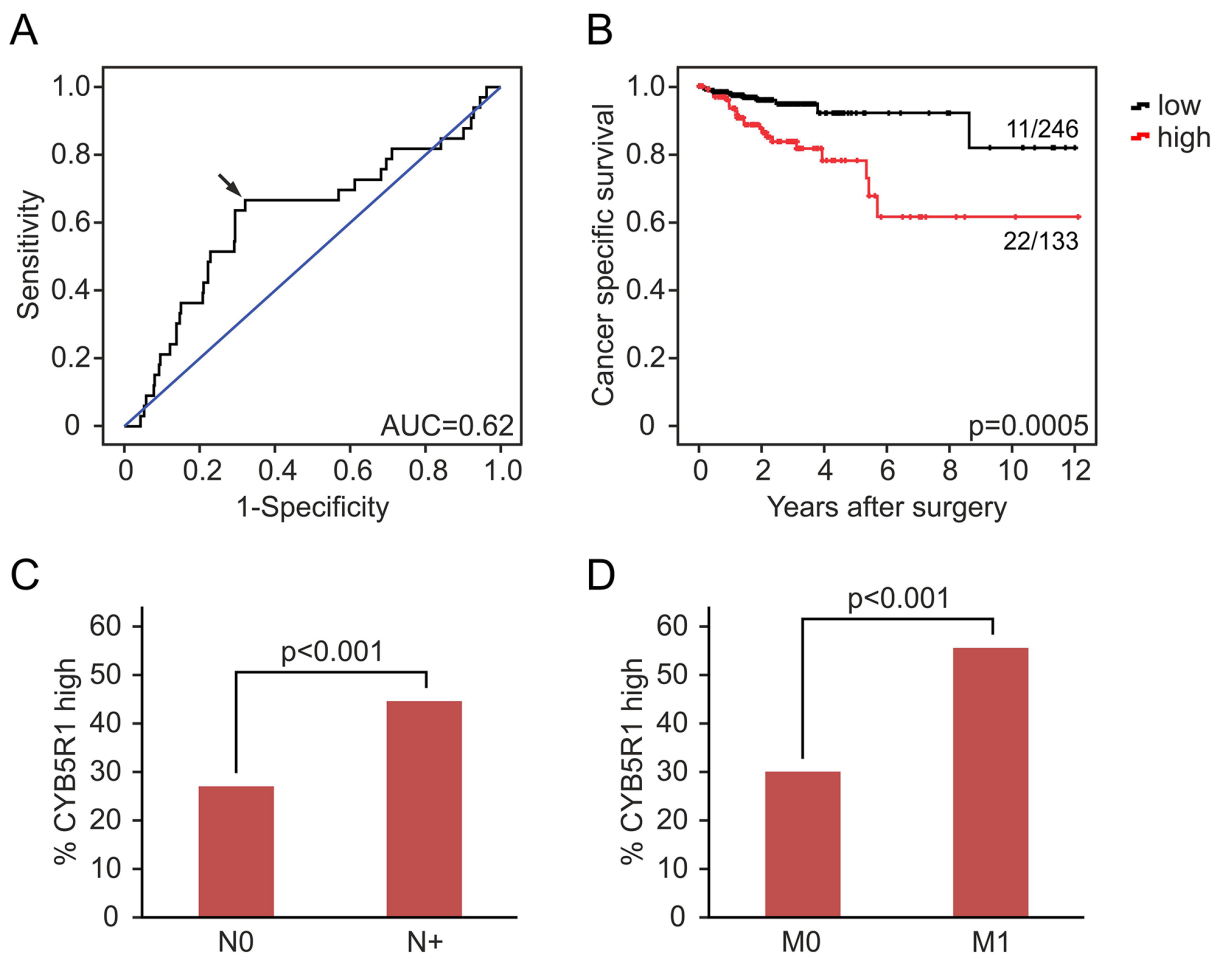 A
Sensitivity
1.0
0.8
0.6
0.4
0.2
0
AUC=0.62
0 0.2 0.4 0.6 0.8 1.0
1-Specificity
B
Cancer specific survival
1.0
0.8
0.6
0.4
0.2
0
11/246
22/133
p=0.0005
0 2 4 6 8 10 12
Years after surgery
low
high
C
% CYB5R1 high
60
50
40
30
20
10
0
p<0.001
N0 N+
D
% CYB5R1 high
60
50
40
30
20
10
0
p<0.001
M0 M1